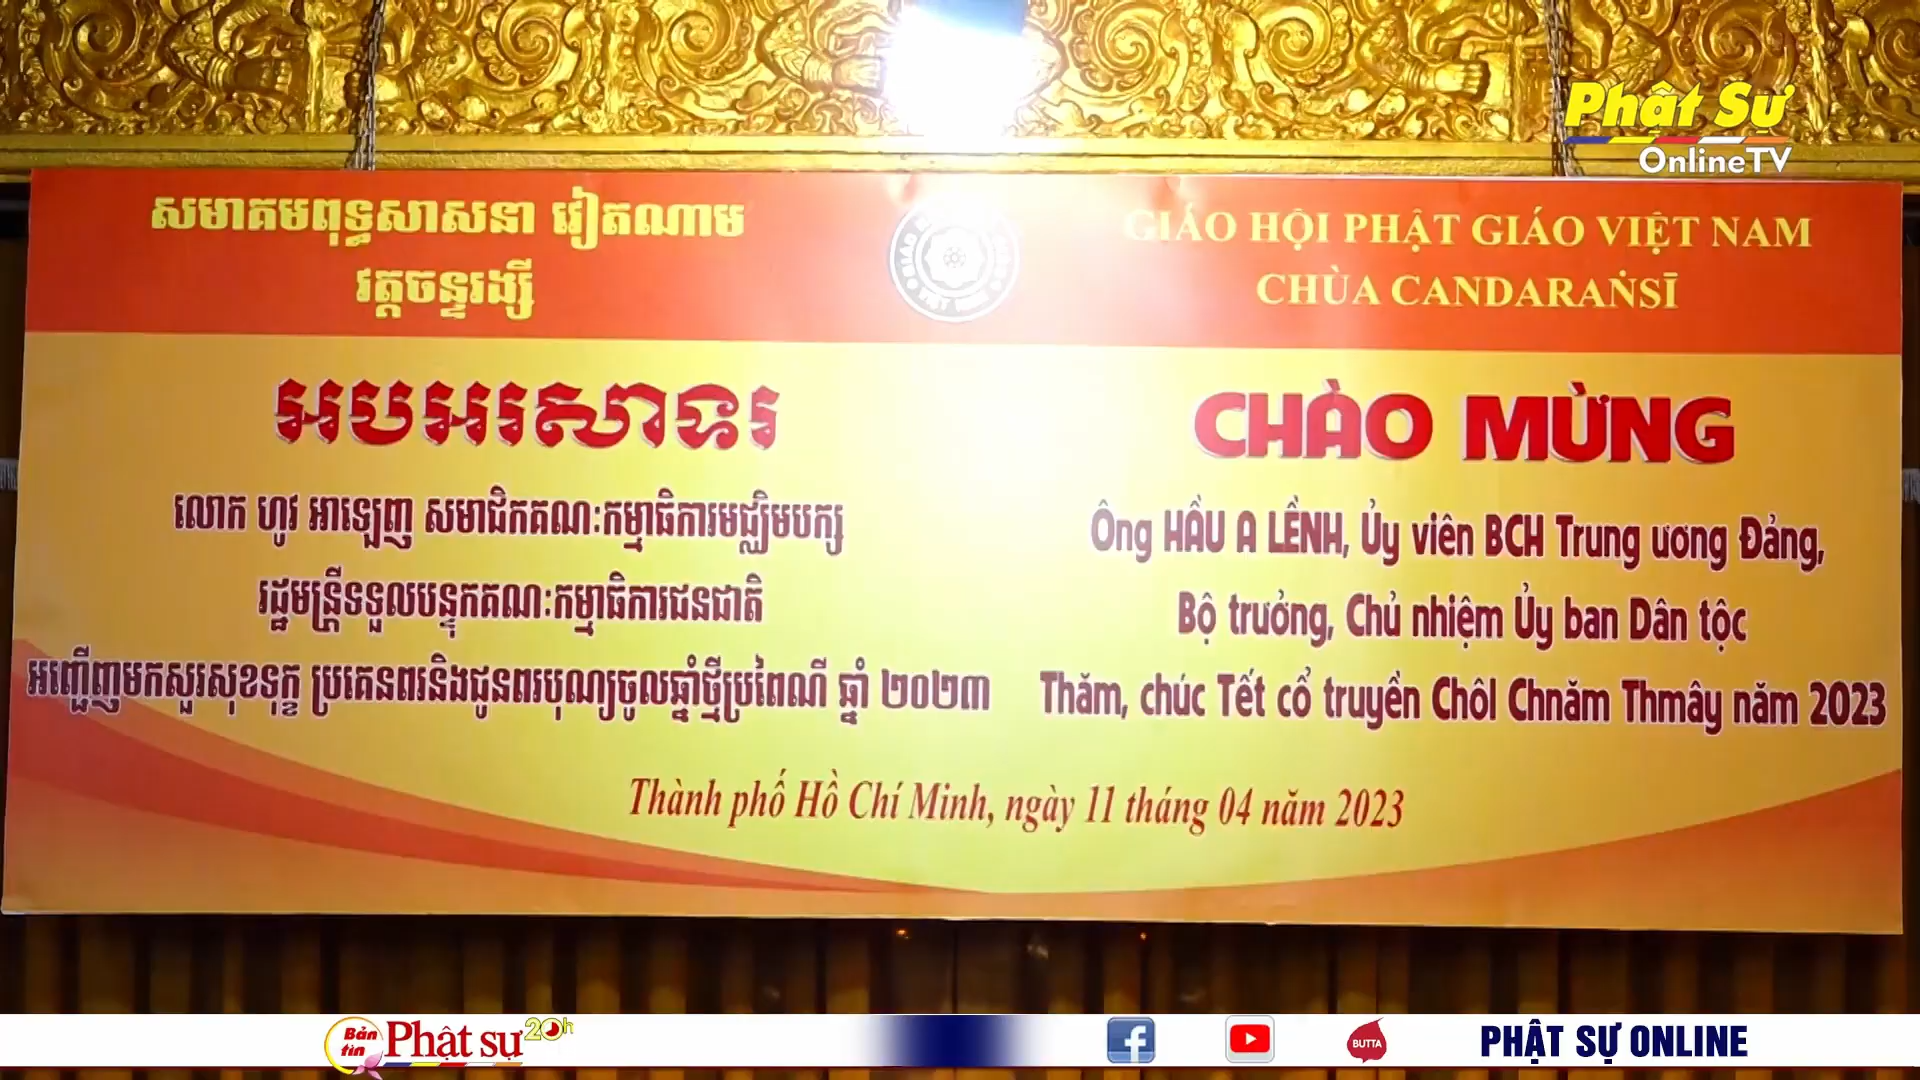 Phật Sự
OnlineTV
សមាគមពុទ្ធសាសនា វៀតណាម
វត្តចន្ទរង្សី
GIÁO HỘI PHẬT GIÁO VIỆT NAM
CHÙA CANDARAṄSĪ
អបអរសាទរ
លោក ហូវ អាឡេញ សមាជិកគណៈកម្មាធិការមជ្ឈិមបក្ស
រដ្ឋមន្ត្រីទទួលបន្ទុកគណៈកម្មាធិការជនជាតិ
អញ្ជើញមកសួរសុខទុក្ខ ប្រគេនពរនិងជូនពរបុណ្យចូលឆ្នាំថ្មីប្រពៃណី ឆ្នាំ ២០២៣
CHÀO MỪNG
Ông HẦU A LỀNH, Ủy viên BCH Trung ương Đảng,
Bộ trưởng, Chủ nhiệm Ủy ban Dân tộc
Thăm, chúc Tết cổ truyền Chôl Chnăm Thmây năm 2023
Thành phố Hồ Chí Minh, ngày 11 tháng 04 năm 2023
Bản tin Phật sự 20h
BUTTA
PHẬT SỰ ONLINE